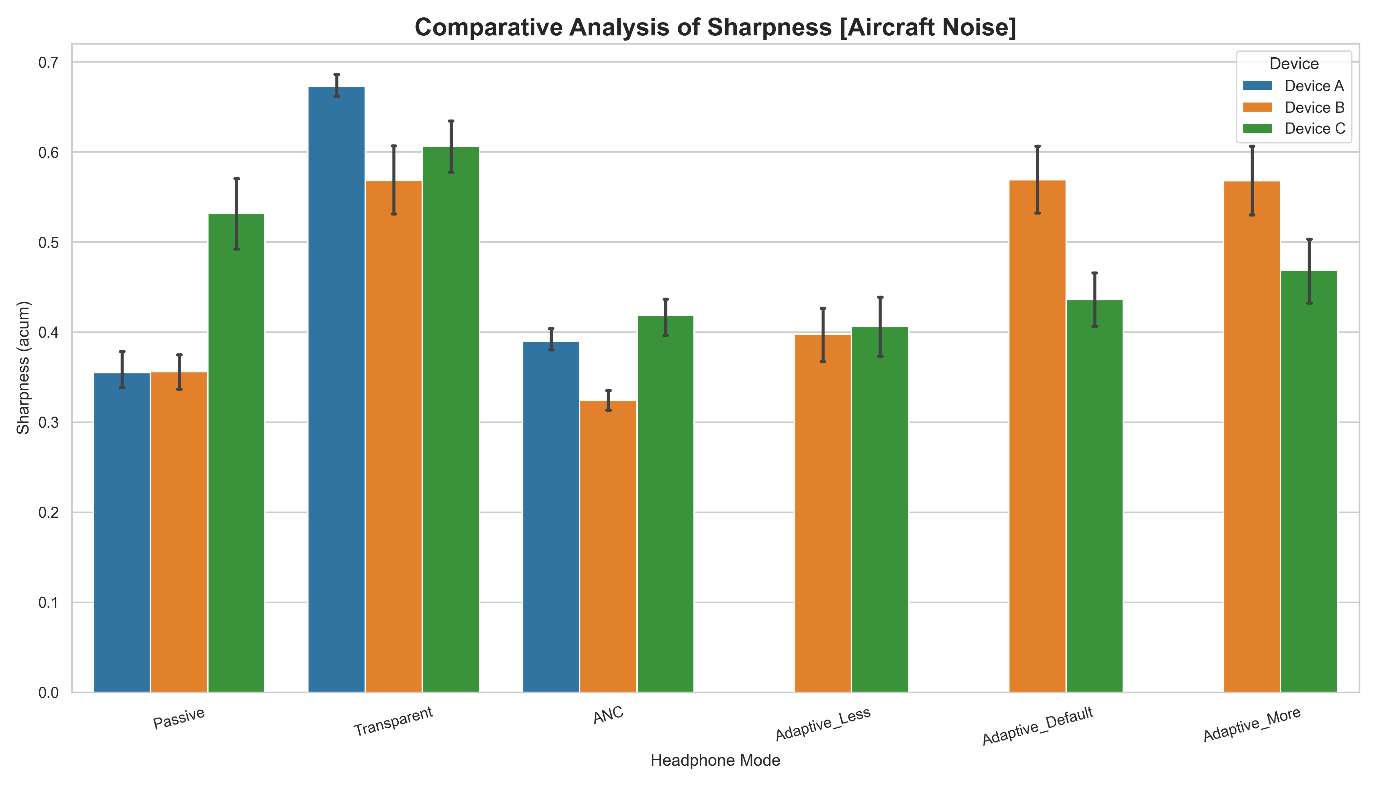 Comparative Analysis of Sharpness [Aircraft Noise]
Device
Device A
Device B
Device C
Sharpness (acum)
0.7
0.6
0.5
0.4
0.3
0.2
0.1
0.0
Passive
Transparent
ANC
Adaptive_Less
Adaptive_Default
Adaptive_More
Headphone Mode